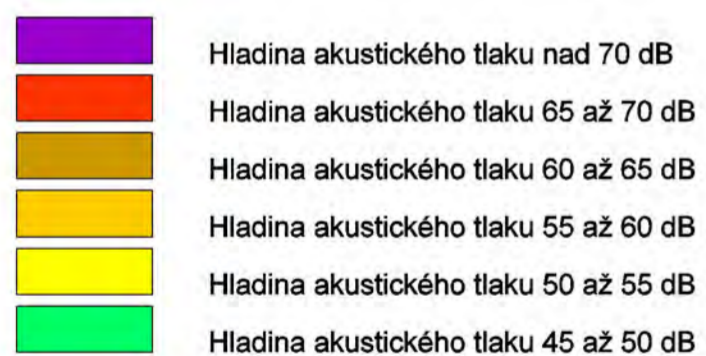 Hladina akustického tlaku nad 70 dB
Hladina akustického tlaku 65 až 70 dB
Hladina akustického tlaku 60 až 65 dB
Hladina akustického tlaku 55 až 60 dB
Hladina akustického tlaku 50 až 55 dB
Hladina akustického tlaku 45 až 50 dB